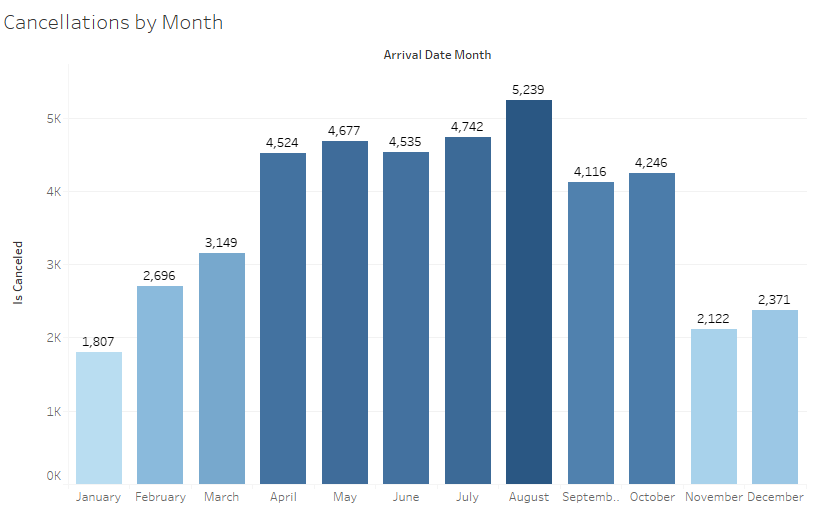 Cancellations by Month
Arrival Date Month
5,239
5K
4,524
4,677
4,535
4,742
4,116
4,246
4K
3,149
Is Canceled
3K
2,696
2,371
2,122
2K
1,807
1K
0K
January February March April May June July August Septemb.. October November December